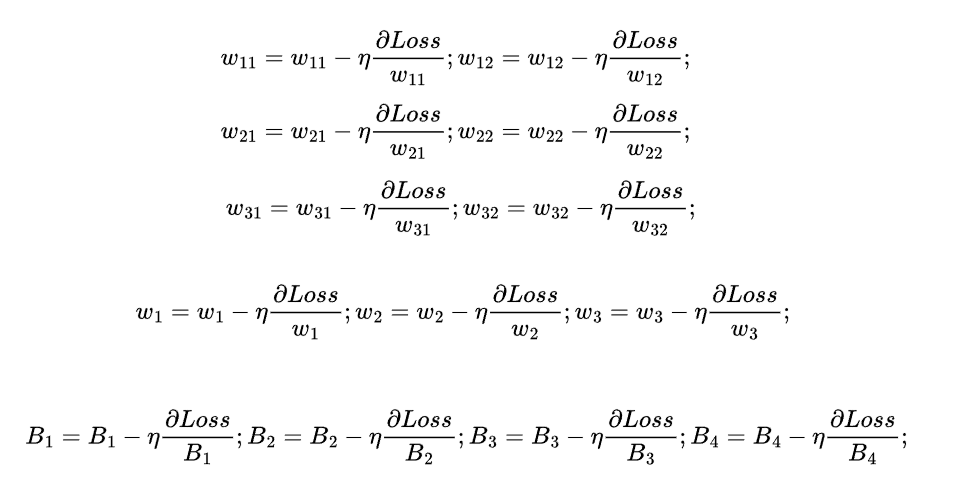 w₁₁ = w₁₁ − η ∂Loss/w₁₁ ; w₁₂ = w₁₂ − η ∂Loss/w₁₂ ;
w₂₁ = w₂₁ − η ∂Loss/w₂₁ ; w₂₂ = w₂₂ − η ∂Loss/w₂₂ ;
w₃₁ = w₃₁ − η ∂Loss/w₃₁ ; w₃₂ = w₃₂ − η ∂Loss/w₃₂ ;
w₁ = w₁ − η ∂Loss/w₁ ; w₂ = w₂ − η ∂Loss/w₂ ; w₃ = w₃ − η ∂Loss/w₃ ;
B₁ = B₁ − η ∂Loss/B₁ ; B₂ = B₂ − η ∂Loss/B₂ ; B₃ = B₃ − η ∂Loss/B₃ ; B₄ = B₄ − η ∂Loss/B₄ ;